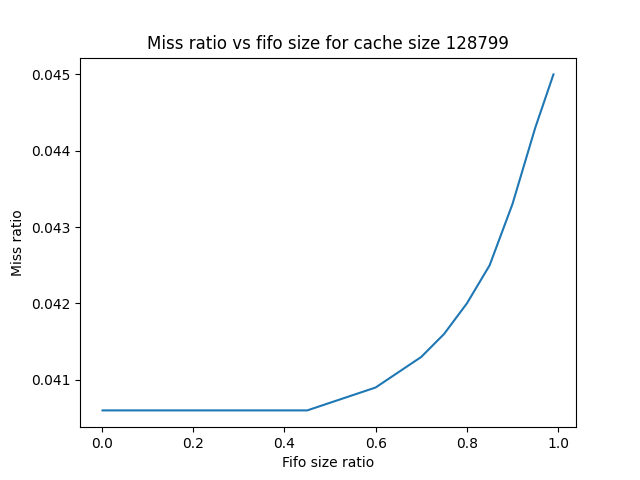 Miss ratio vs fifo size for cache size 128799
0.045
0.044
0.043
0.042
0.041
Miss ratio
0.0 0.2 0.4 0.6 0.8 1.0
Fifo size ratio